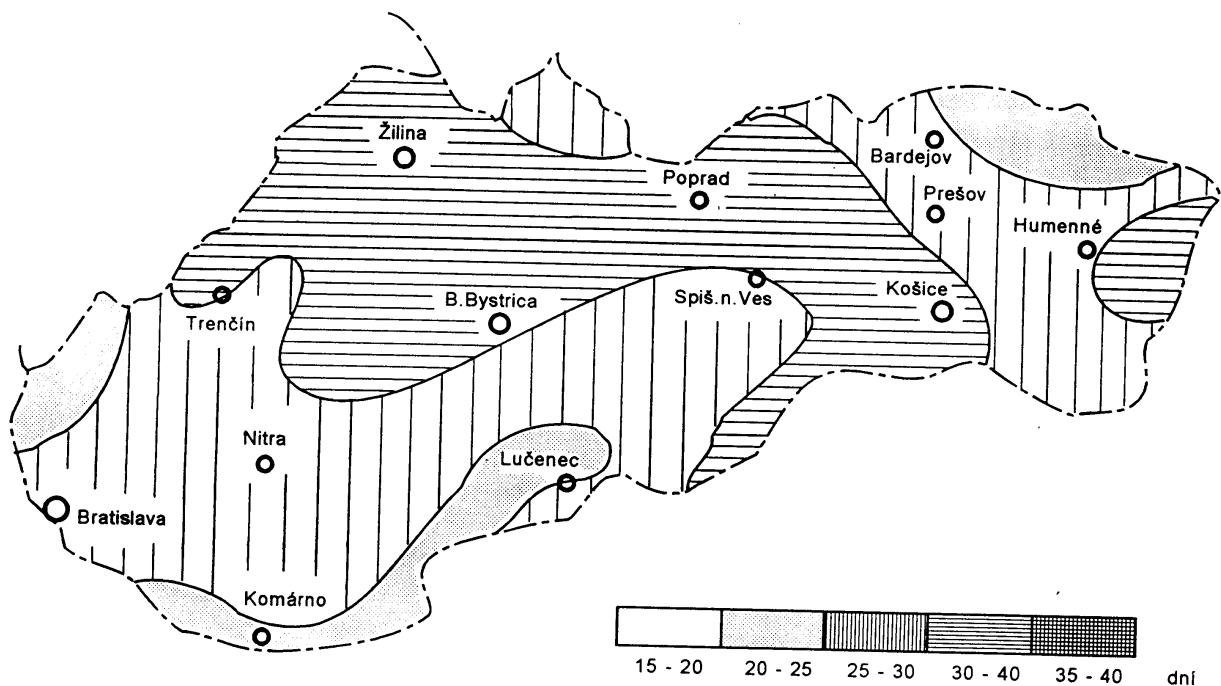 Žilina
Poprad
Bardejov
Prešov
Humenné
Trenčín
B.Bystrica
Spiš.n.Ves
Košice
Nitra
Lučenec
Bratislava
Komárno
15 - 20 20 - 25 25 - 30 30 - 40 35 - 40 dní